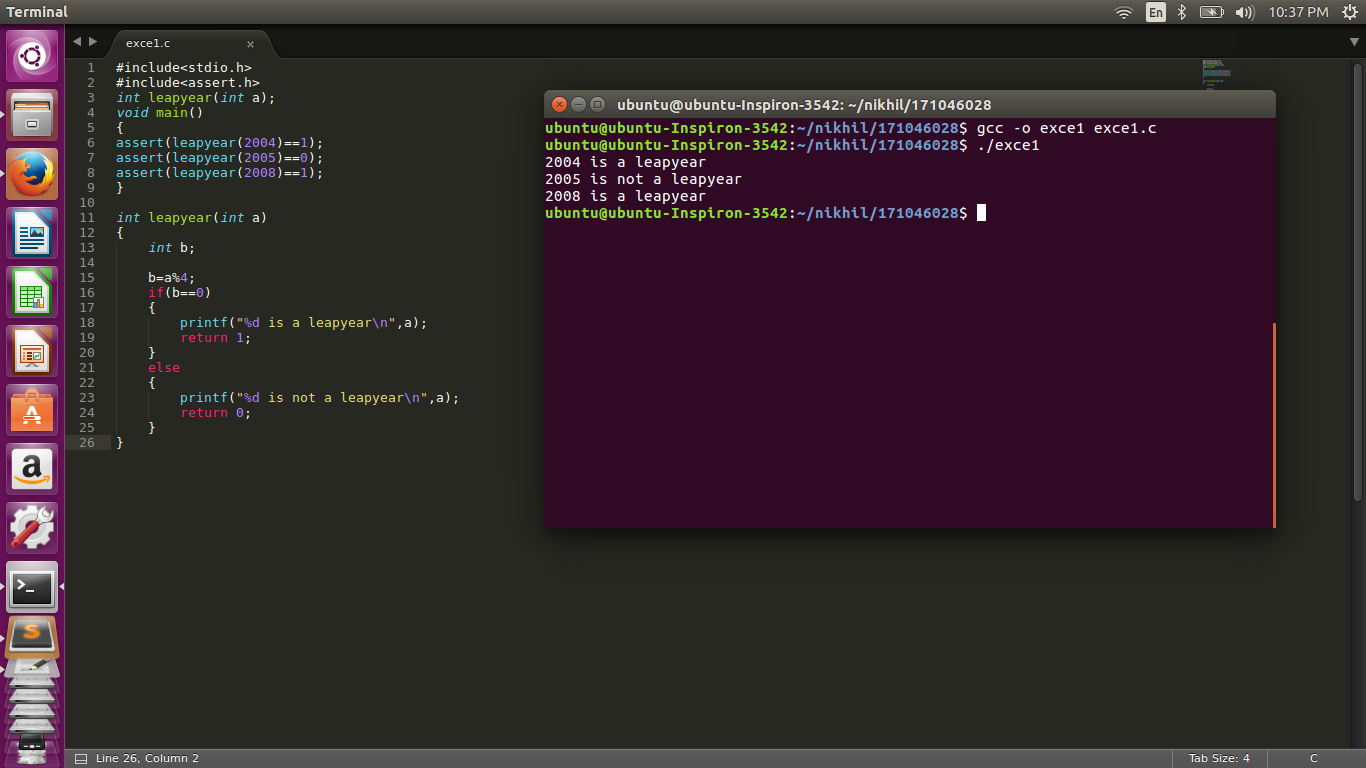 Terminal
En
10:37 PM
exce1.c
1 #include<stdio.h>
2 #include<assert.h>
3 int leapyear(int a);
4 void main()
5 {
6 assert(leapyear(2004)==1);
7 assert(leapyear(2005)==0);
8 assert(leapyear(2008)==1);
9 }
10
11 int leapyear(int a)
12 {
13     int b;
14
15     b=a%4;
16     if(b==0)
17     {
18         printf("%d is a leapyear\n",a);
19         return 1;
20     }
21     else
22     {
23         printf("%d is not a leapyear\n",a);
24         return 0;
25     }
26 }
ubuntu@ubuntu-Inspiron-3542: ~/nikhil/171046028
ubuntu@ubuntu-Inspiron-3542:~/nikhil/171046028$ gcc -o exce1 exce1.c
ubuntu@ubuntu-Inspiron-3542:~/nikhil/171046028$ ./exce1
2004 is a leapyear
2005 is not a leapyear
2008 is a leapyear
ubuntu@ubuntu-Inspiron-3542:~/nikhil/171046028$
Line 26, Column 2
Tab Size: 4
C